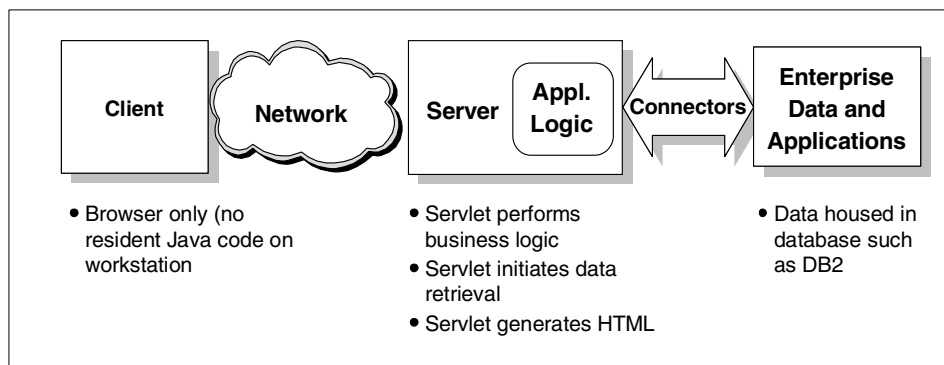 Client
Network
Server
Appl.
Logic
Connectors
Enterprise
Data and
Applications
• Browser only (no
resident Java code on
workstation
• Servlet performs
business logic
• Servlet initiates data
retrieval
• Servlet generates HTML
• Data housed in
database such
as DB2